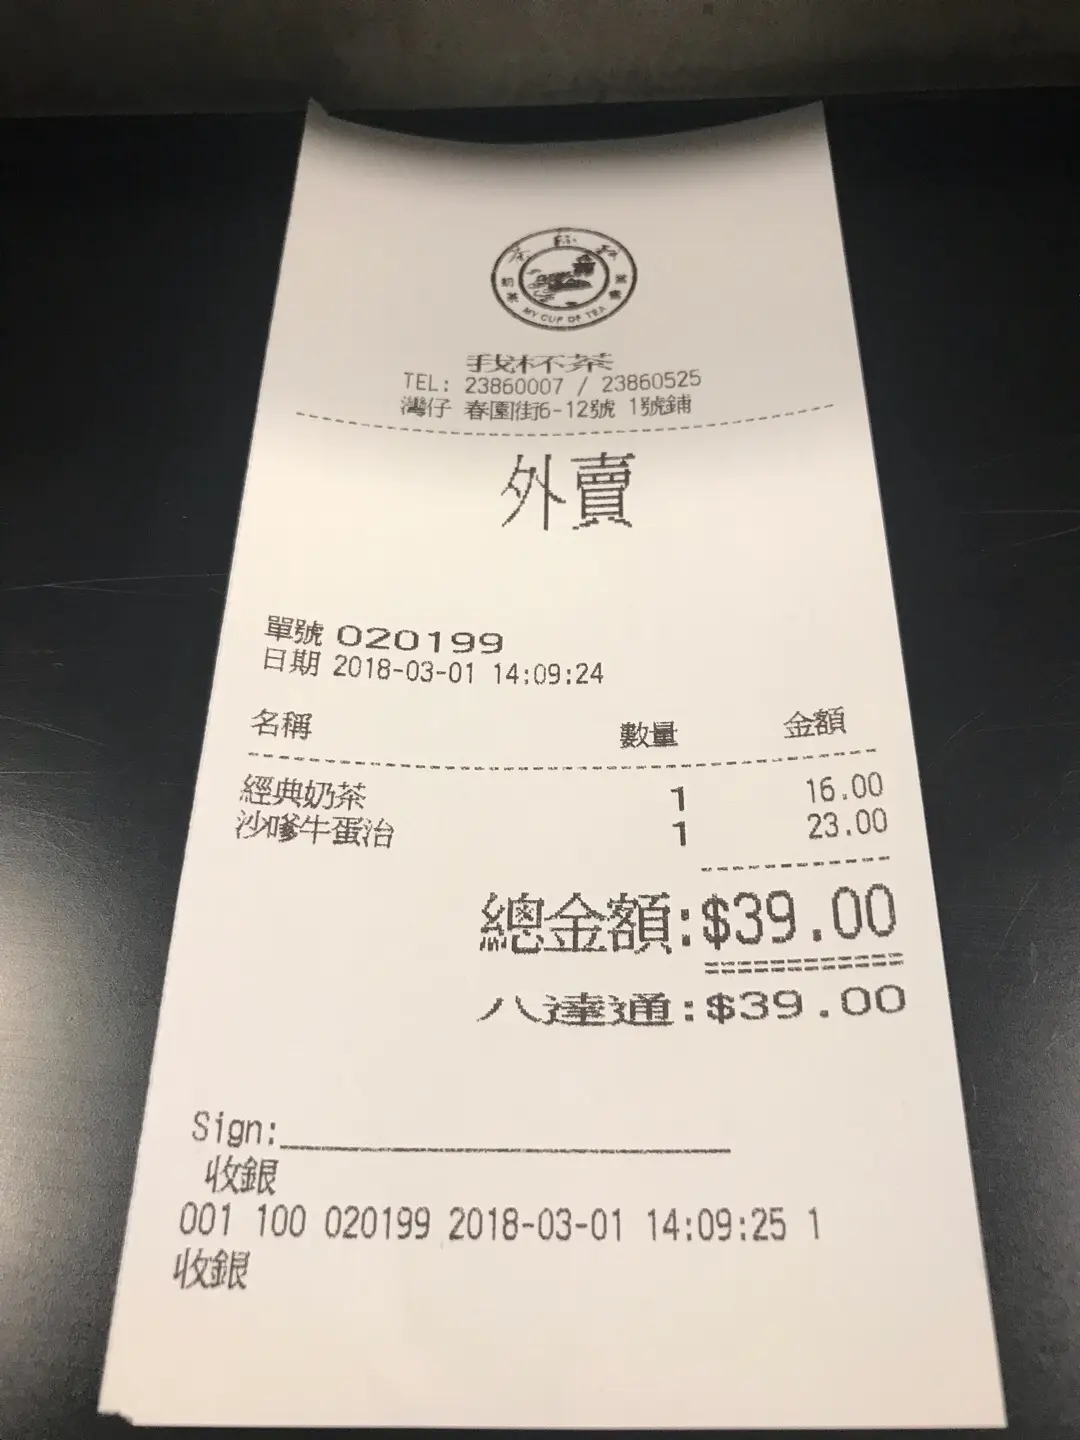 MY CUP OF TEA
我杯茶
TEL: 23860007 / 23860525
灣仔 春園街6-12號 1號鋪
外賣
單號 020199
日期 2018-03-01 14:09:24
名稱 數量 金額
經典奶茶 1 16.00
沙嗲牛蛋治 1 23.00
總金額:$39.00
八達通:$39.00
Sign:
收銀
001 100 020199 2018-03-01 14:09:25 1
收銀